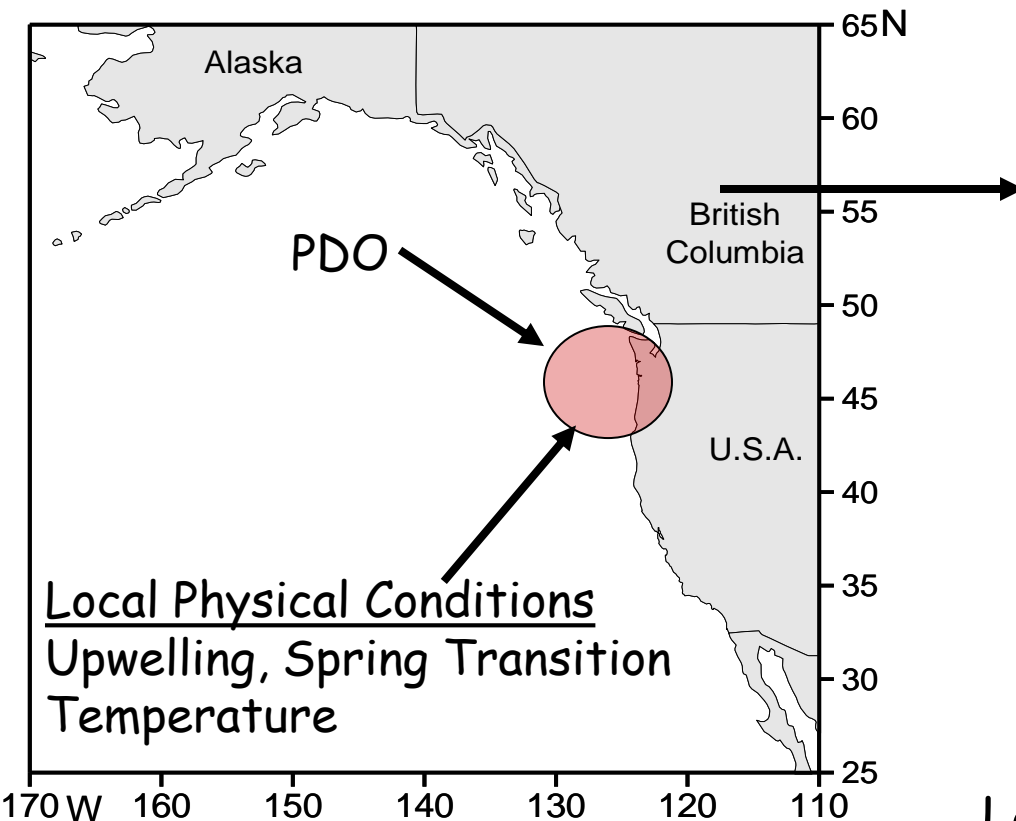 65N
Alaska
60
55
British
Columbia
PDO
50
45
U.S.A.
40
35
Local Physical Conditions
Upwelling, Spring Transition
Temperature
30
25
170 W 160 150 140 130 120 110